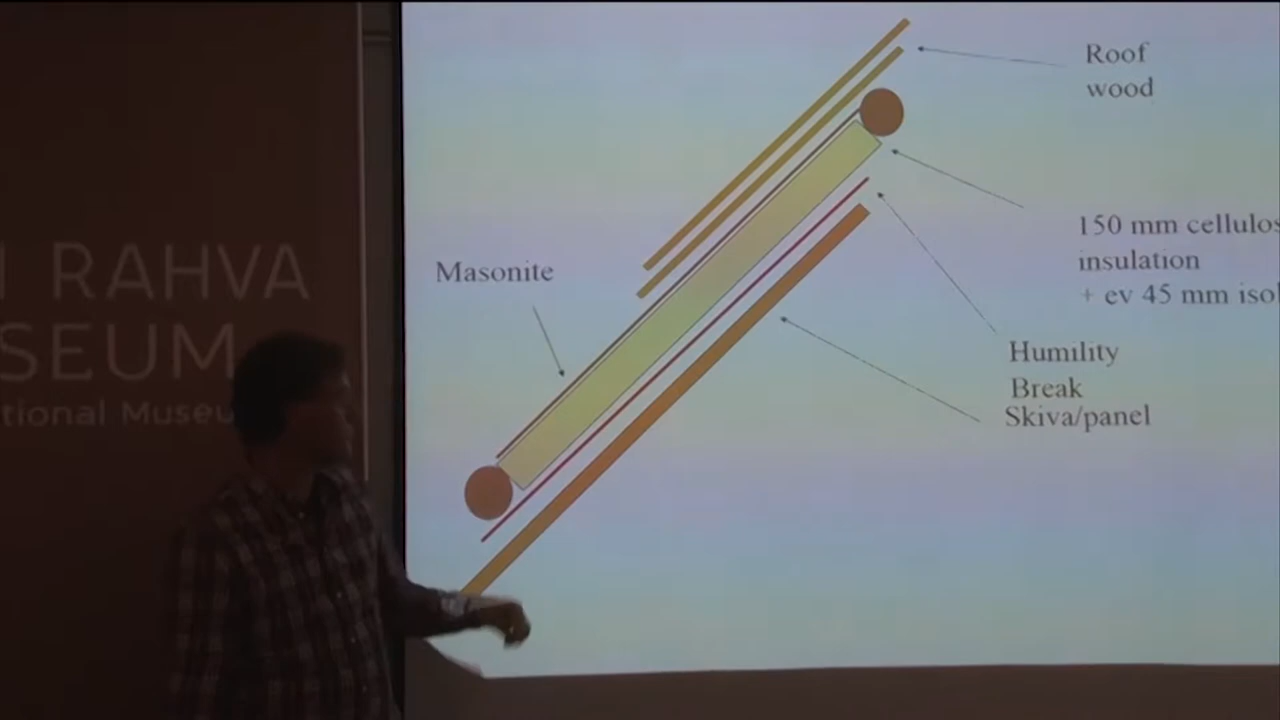 RAHVA
SEUM
tional Museu
Roof
wood
Masonite
150 mm cellulos
insulation
+ ev 45 mm isol
Humility
Break
Skiva/panel